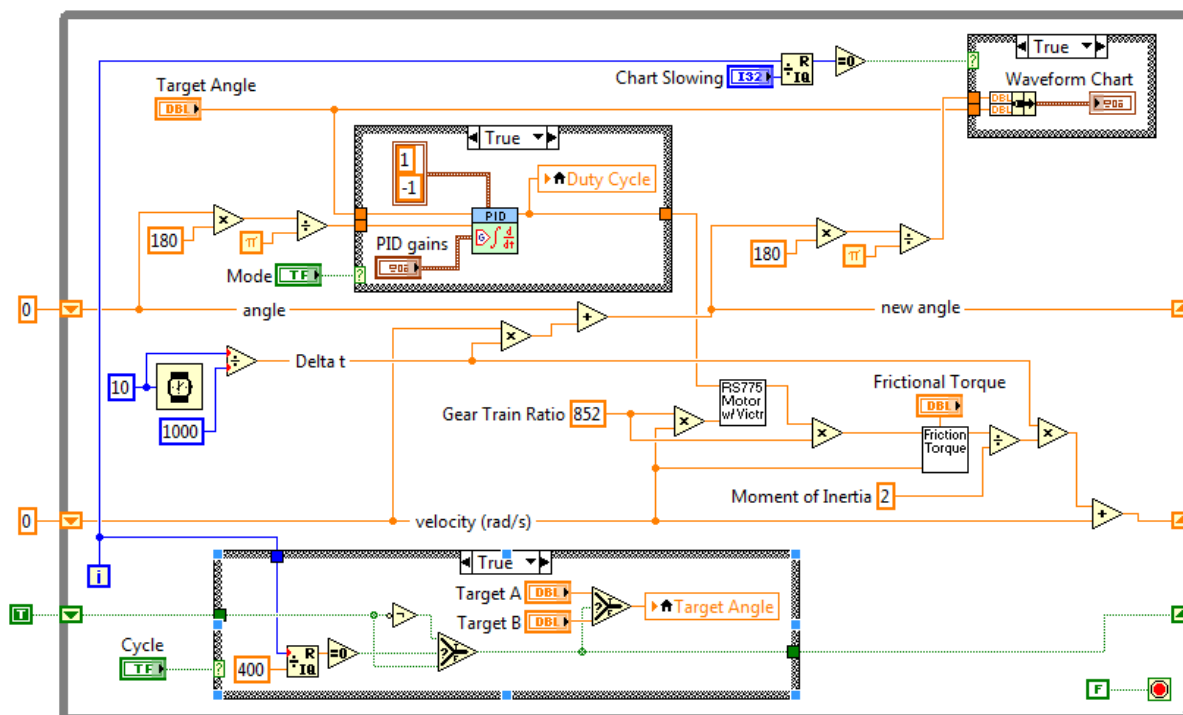 True
Chart Slowing
I32
R
IQ
=0
?
Waveform Chart
Target Angle
DBL
DBL
DBL
True
1
-1
Duty Cycle
PID
180
π
PID gains
G
d
dt
Mode
TF
?
180
π
0
angle
new angle
10
Delta t
1000
RS775
Motor
w/ Victr
Frictional Torque
DBL
Gear Train Ratio
852
Friction
Torque
Moment of Inertia
2
0
velocity (rad/s)
i
True
Target A
DBL
Target Angle
Target B
DBL
T
Cycle
TF
?
400
R
IQ
=0
?
T
F
?
T
F
F